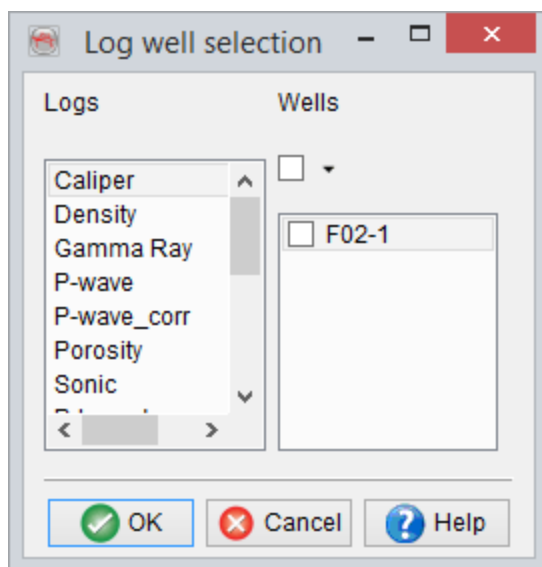 Log well selection
Logs
Wells
Caliper
Density
Gamma Ray
P-wave
P-wave_corr
Porosity
Sonic
F02-1
OK
Cancel
Help